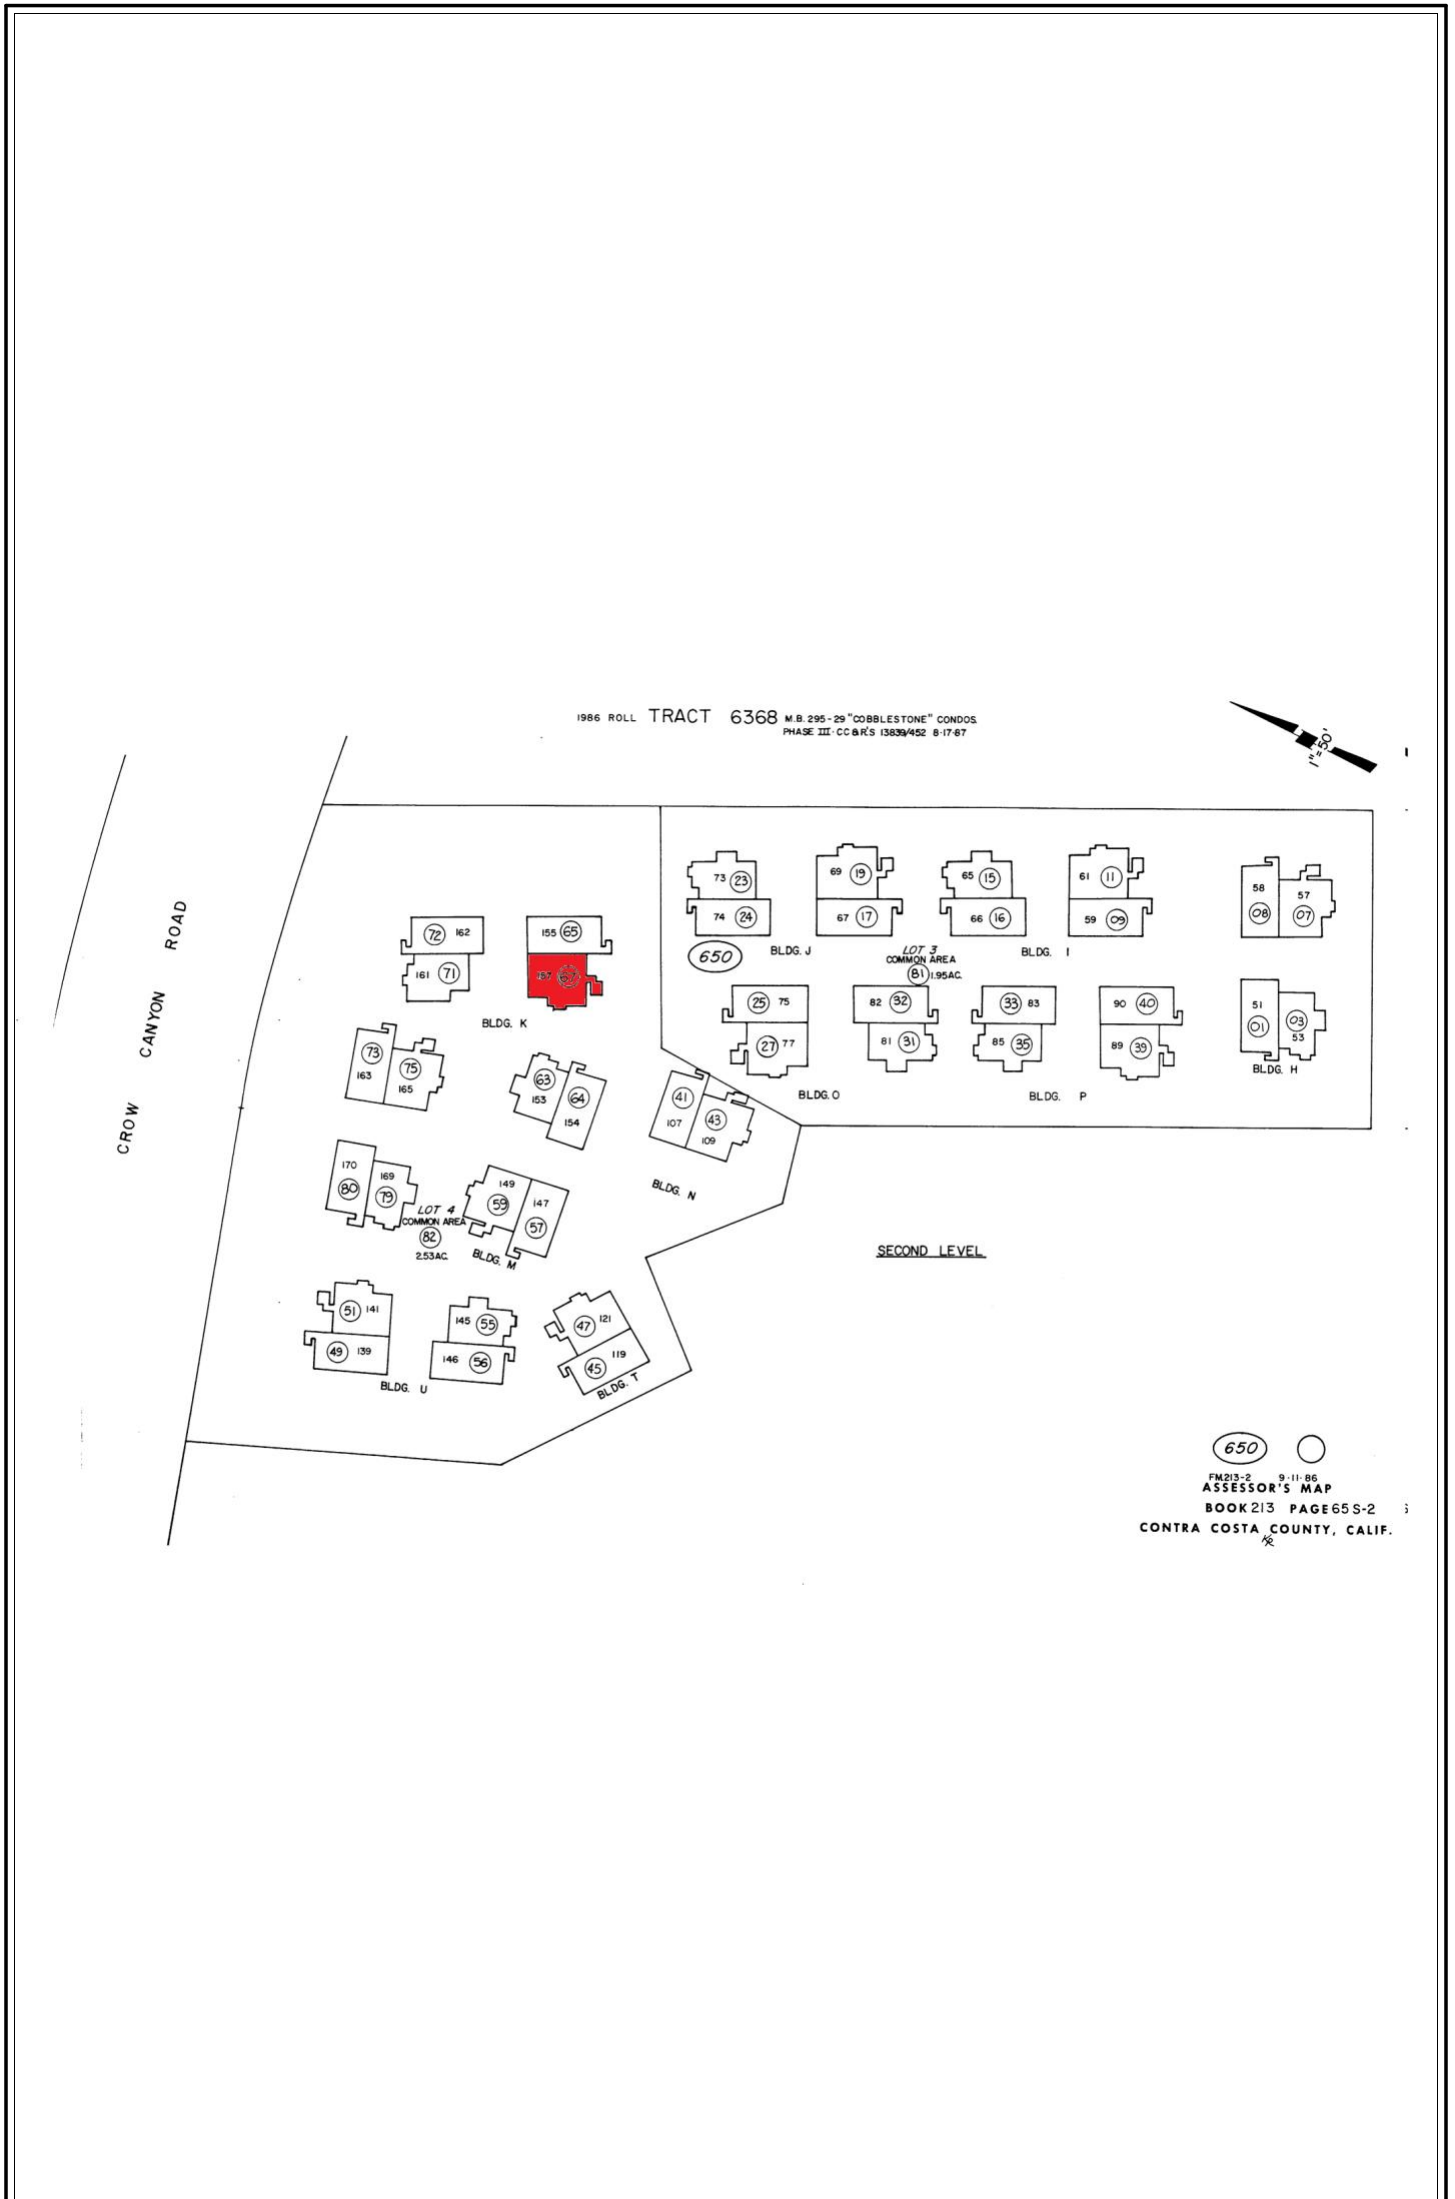 1986 ROLL TRACT 6368 M.B. 295-29 "COBBLESTONE" CONDOS.
PHASE III-CC&R'S 13839/452 8-17-87
1"=50'
CROW CANYON ROAD
73 23
74 24
69 19
67 17
65 15
66 16
61 11
59 09
58
08
57
07
650
BLDG. J
LOT 3
COMMON AREA
81 1.95AC.
BLDG. I
72 162
161 71
155 65
157 67
BLDG. K
25 75
27 77
82 32
81 31
33 83
85 35
90 40
89 39
51
01
03
53
BLDG. H
BLDG. O
BLDG. P
73
163
75
165
63
153
64
154
41
107
43
109
BLDG. N
170
80
169
79
LOT 4
COMMON AREA
82
2.53AC.
149
59
147
57
BLDG. M
SECOND LEVEL
51 141
49 139
145 55
146 56
BLDG. U
47 121
45 119
BLDG. T
650
FM213-2 9-11-86
ASSESSOR'S MAP
BOOK 213 PAGE 65 S-2
CONTRA COSTA COUNTY, CALIF.